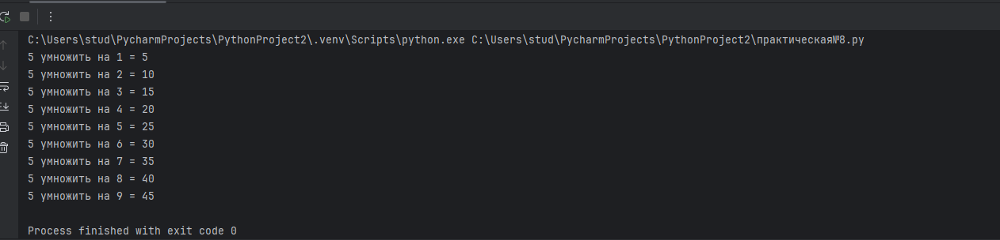 C:\Users\stud\PycharmProjects\PythonProject2\.venv\Scripts\python.exe C:\Users\stud\PycharmProjects\PythonProject2\практическая№8.py
5 умножить на 1 = 5
5 умножить на 2 = 10
5 умножить на 3 = 15
5 умножить на 4 = 20
5 умножить на 5 = 25
5 умножить на 6 = 30
5 умножить на 7 = 35
5 умножить на 8 = 40
5 умножить на 9 = 45
Process finished with exit code 0